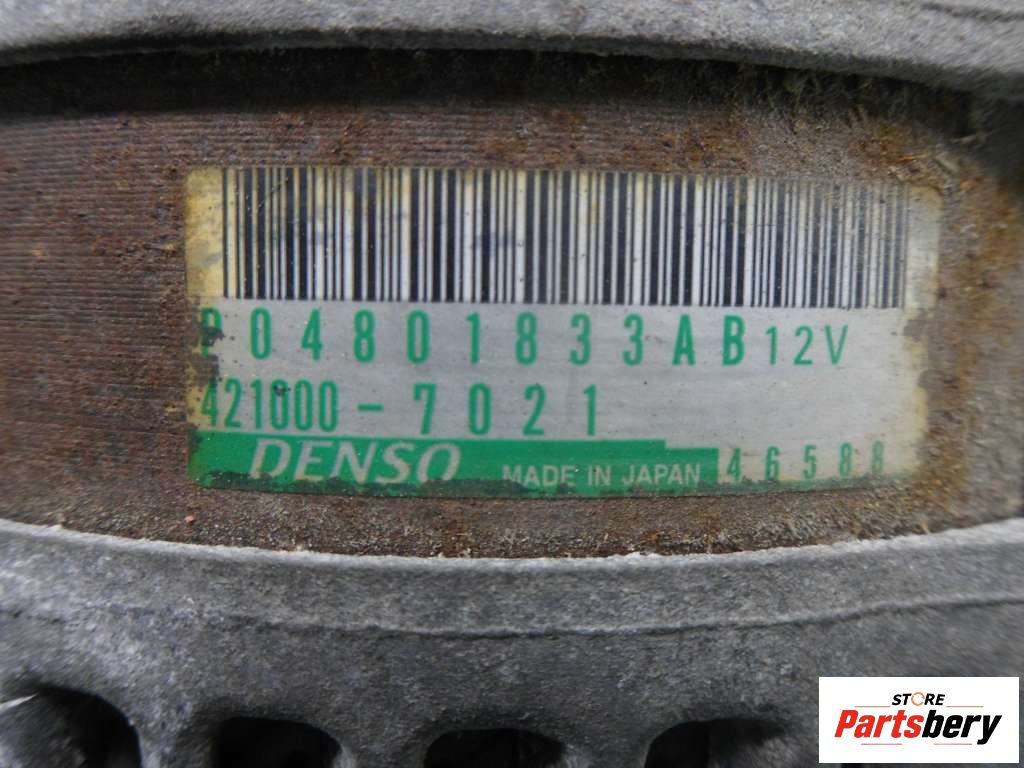 P04801833AB 12V
421000-7021
DENSO MADE IN JAPAN 46588
STORE
Partsbery